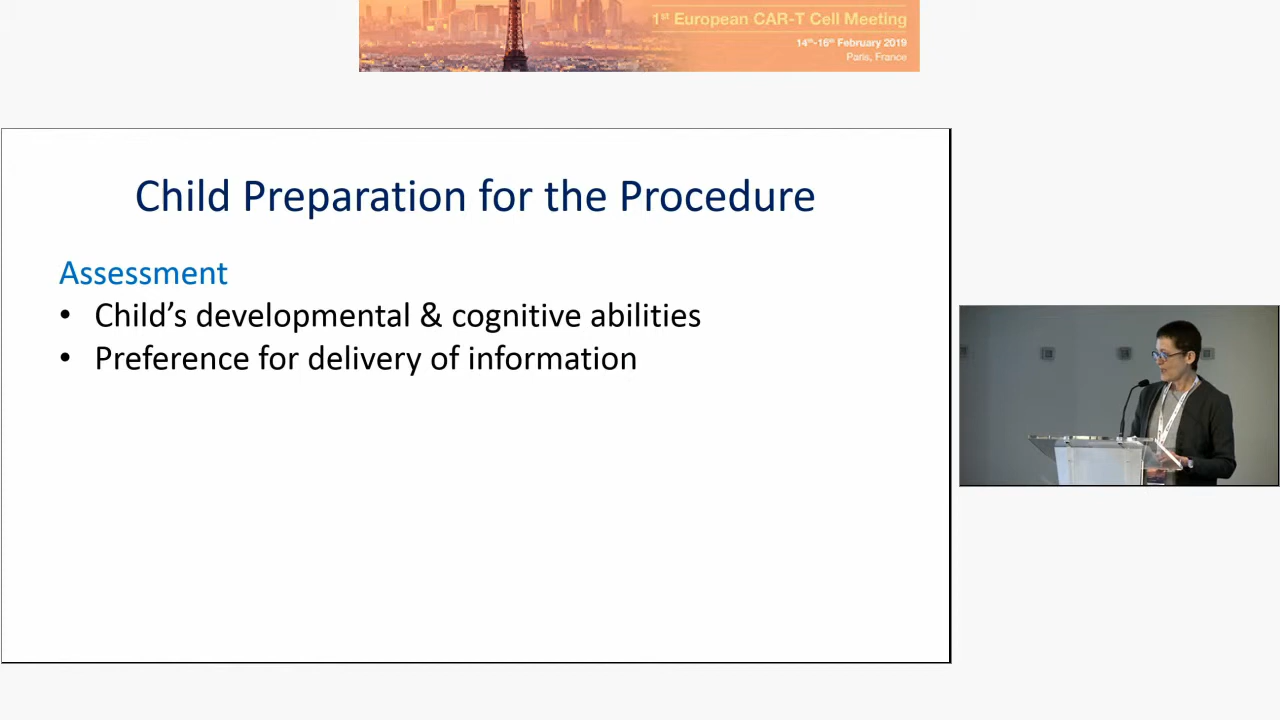 1st European CAR-T Cell Meeting
14th-16th February 2019
Paris, France
Child Preparation for the Procedure
Assessment
• Child’s developmental & cognitive abilities
• Preference for delivery of information